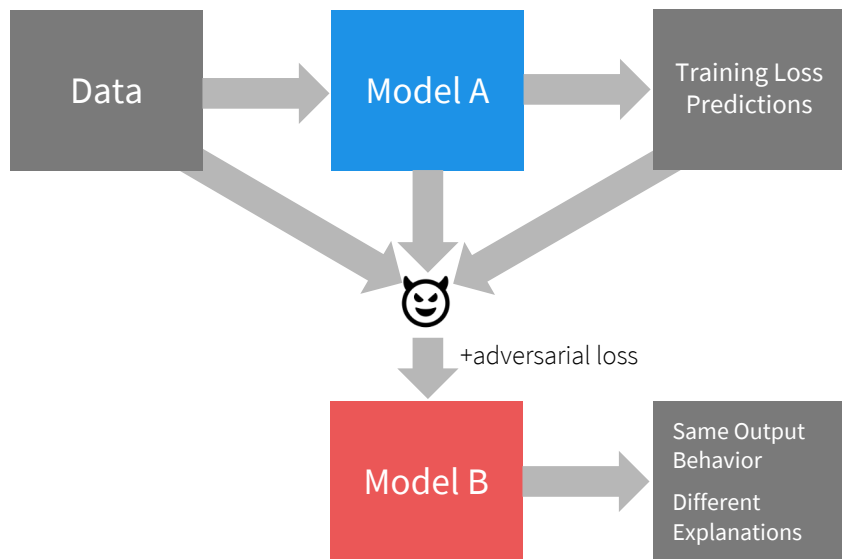 Data
Model A
Training Loss
Predictions
+adversarial loss
Model B
Same Output
Behavior
Different
Explanations